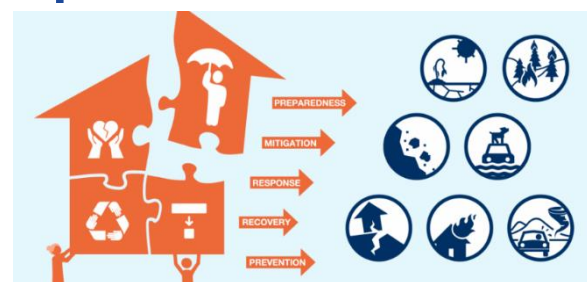 PREPAREDNESS
MITIGATION
RESPONSE
RECOVERY
PREVENTION